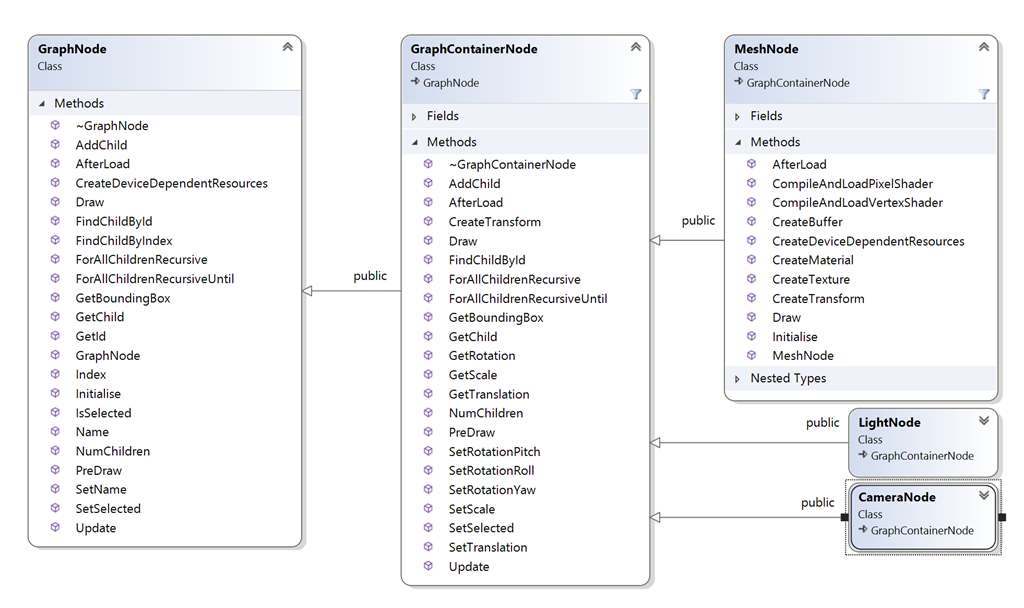 GraphNode
Class
Methods
~GraphNode
AddChild
AfterLoad
CreateDeviceDependentResources
Draw
FindChildById
FindChildByIndex
ForAllChildrenRecursive
ForAllChildrenRecursiveUntil
GetBoundingBox
GetChild
GetId
GraphNode
Index
Initialise
IsSelected
Name
NumChildren
PreDraw
SetName
SetSelected
Update
public
GraphContainerNode
Class
GraphNode
Fields
Methods
~GraphContainerNode
AddChild
AfterLoad
CreateTransform
Draw
FindChildById
ForAllChildrenRecursive
ForAllChildrenRecursiveUntil
GetBoundingBox
GetChild
GetRotation
GetScale
GetTranslation
NumChildren
PreDraw
SetRotationPitch
SetRotationRoll
SetRotationYaw
SetScale
SetSelected
SetTranslation
Update
public
MeshNode
Class
GraphContainerNode
Fields
Methods
AfterLoad
CompileAndLoadPixelShader
CompileAndLoadVertexShader
CreateBuffer
CreateDeviceDependentResources
CreateMaterial
CreateTexture
CreateTransform
Draw
Initialise
MeshNode
Nested Types
public
LightNode
Class
GraphContainerNode
public
CameraNode
Class
GraphContainerNode